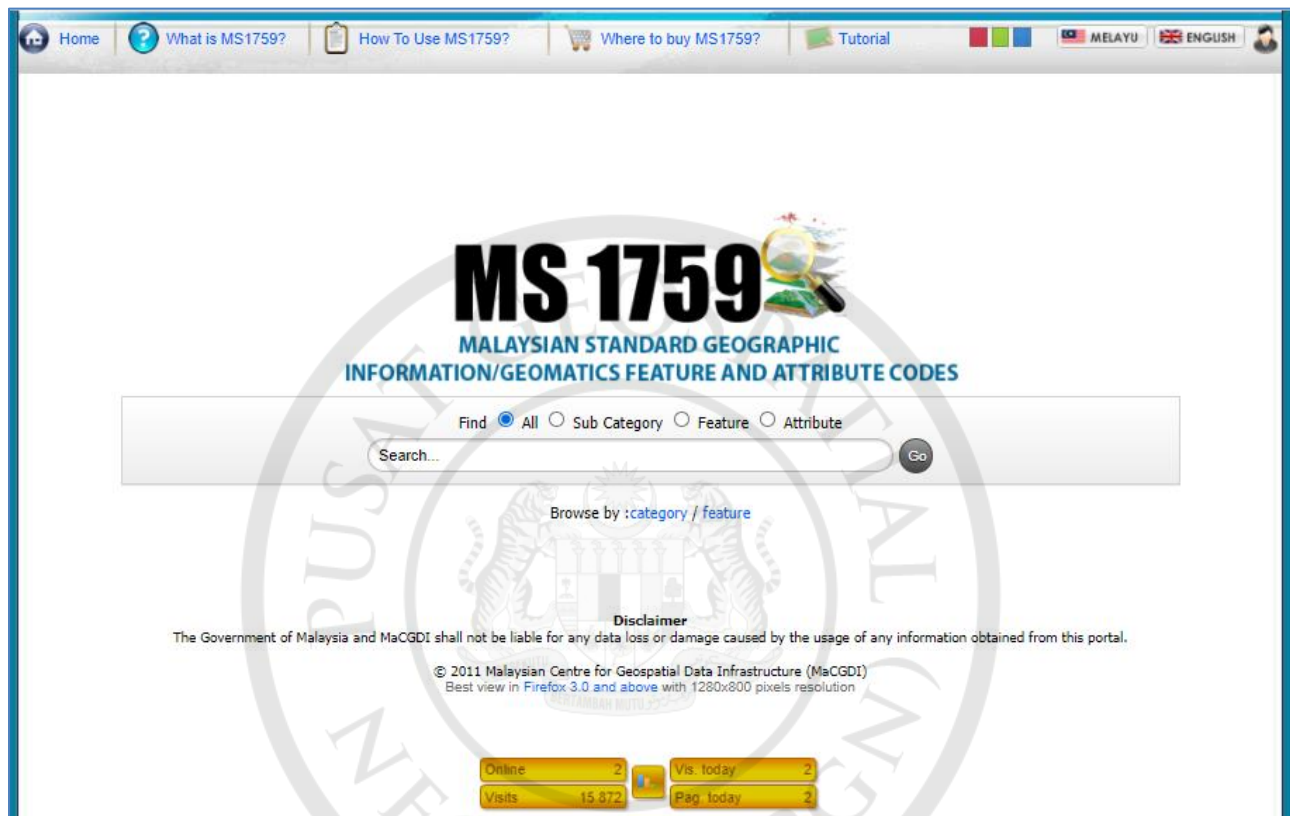 Home What is MS1759? How To Use MS1759? Where to buy MS1759? Tutorial MELAYU ENGLISH
MS 1759
MALAYSIAN STANDARD GEOGRAPHIC
INFORMATION/GEOMATICS FEATURE AND ATTRIBUTE CODES
Find All Sub Category Feature Attribute
Search... Go
Browse by :category / feature
Disclaimer
The Government of Malaysia and MaCGDI shall not be liable for any data loss or damage caused by the usage of any information obtained from this portal.
© 2011 Malaysian Centre for Geospatial Data Infrastructure (MaCGDI)
Best view in Firefox 3.0 and above with 1280x800 pixels resolution
Online 2 Vis. today 2
Visits 15 872 Pag. today 2
PUSAT GEOSPATIAL
BERTAMBAH MUTU